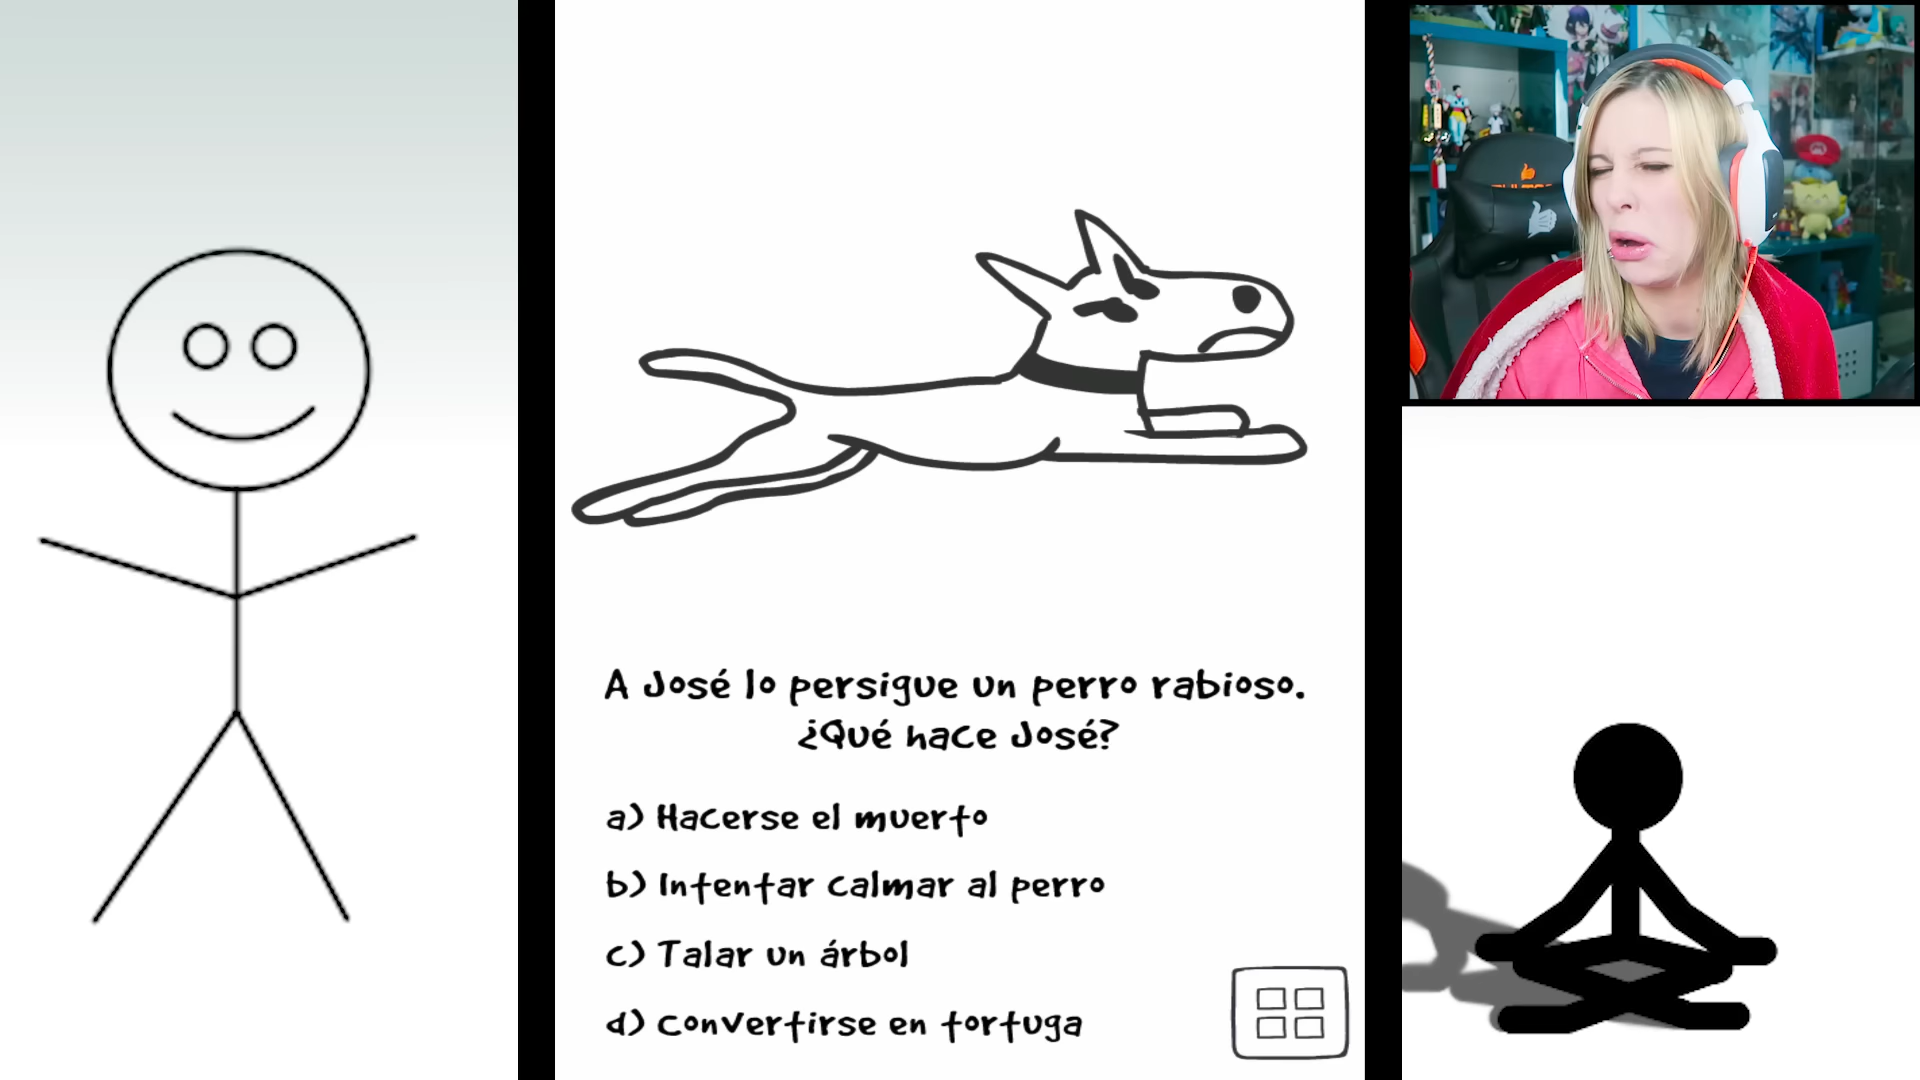 A José lo persigue un perro rabioso.
¿Qué hace José?
a) Hacerse el muerto
b) Intentar calmar al perro
c) Talar un árbol
d) Convertirse en tortuga